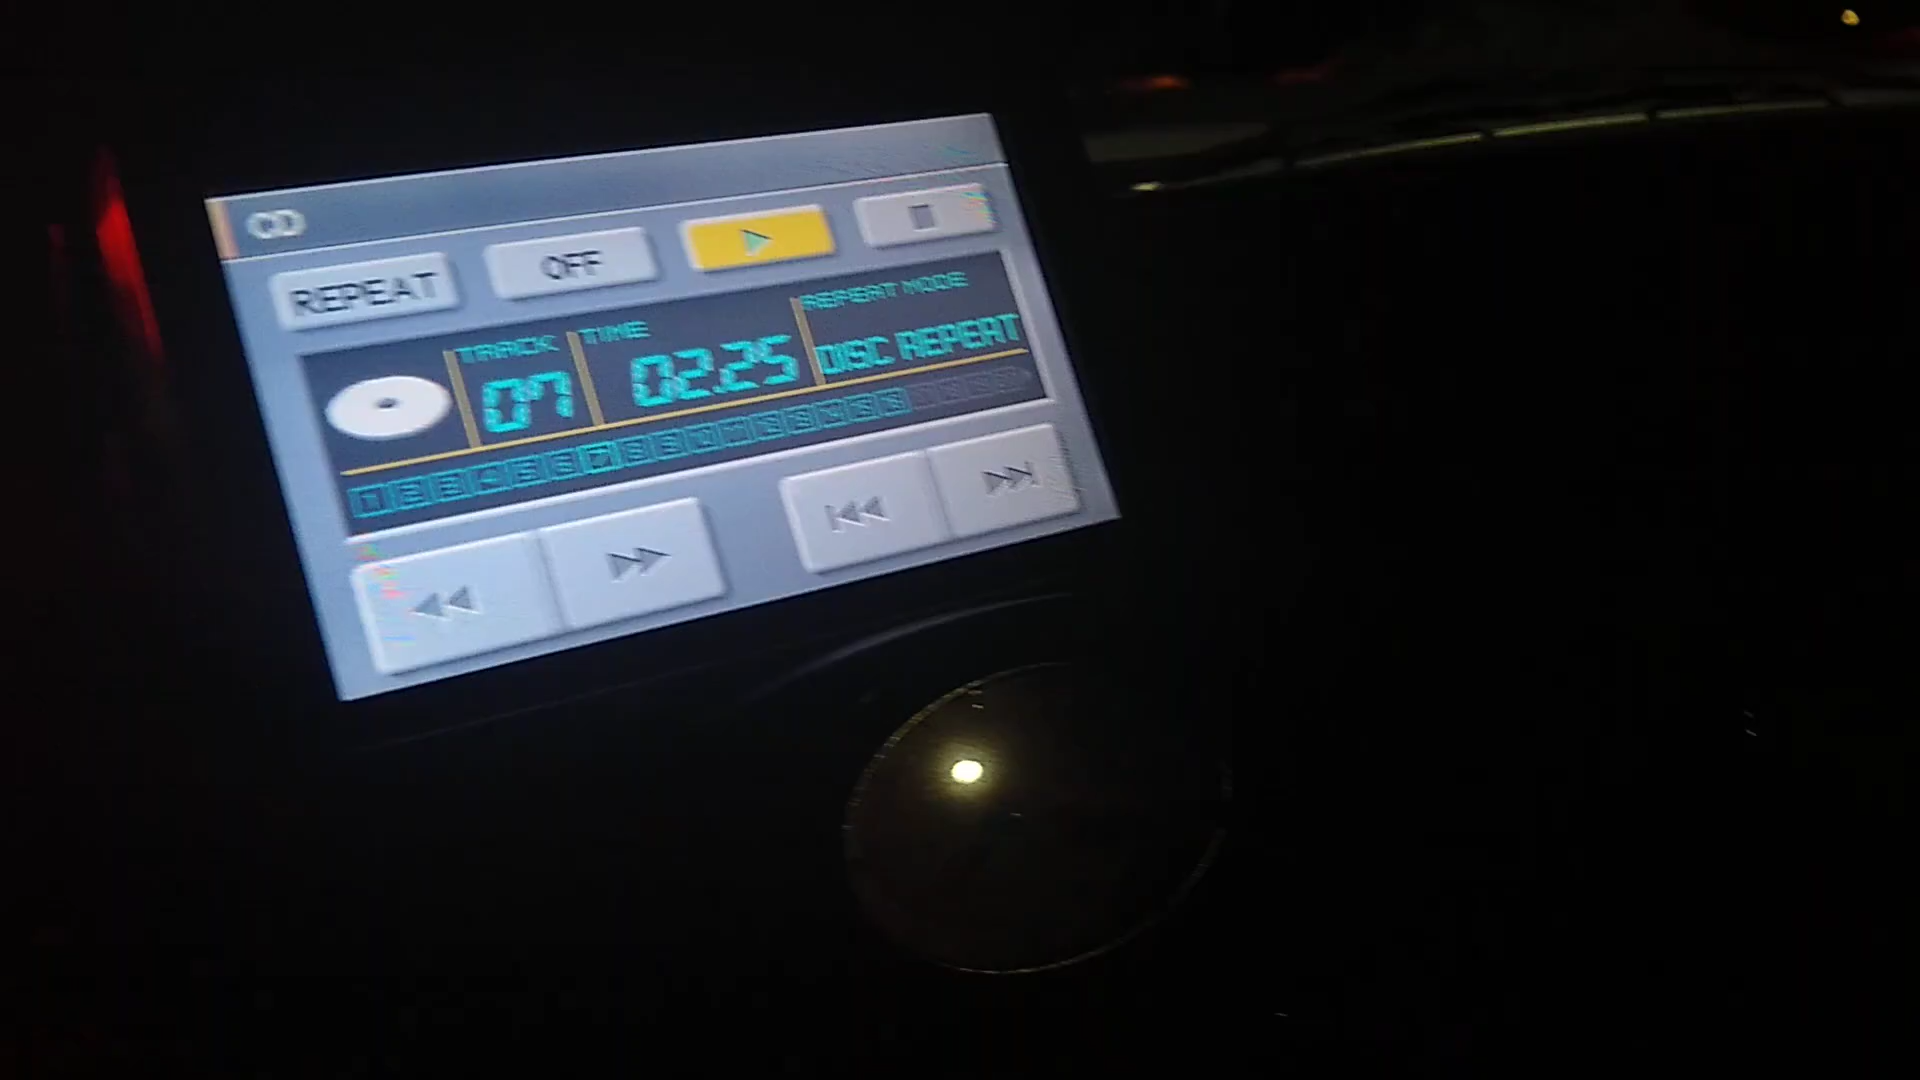 CD
REPEAT OFF
TRACK TIME REPEAT MODE
07 02.25 DISC REPEAT